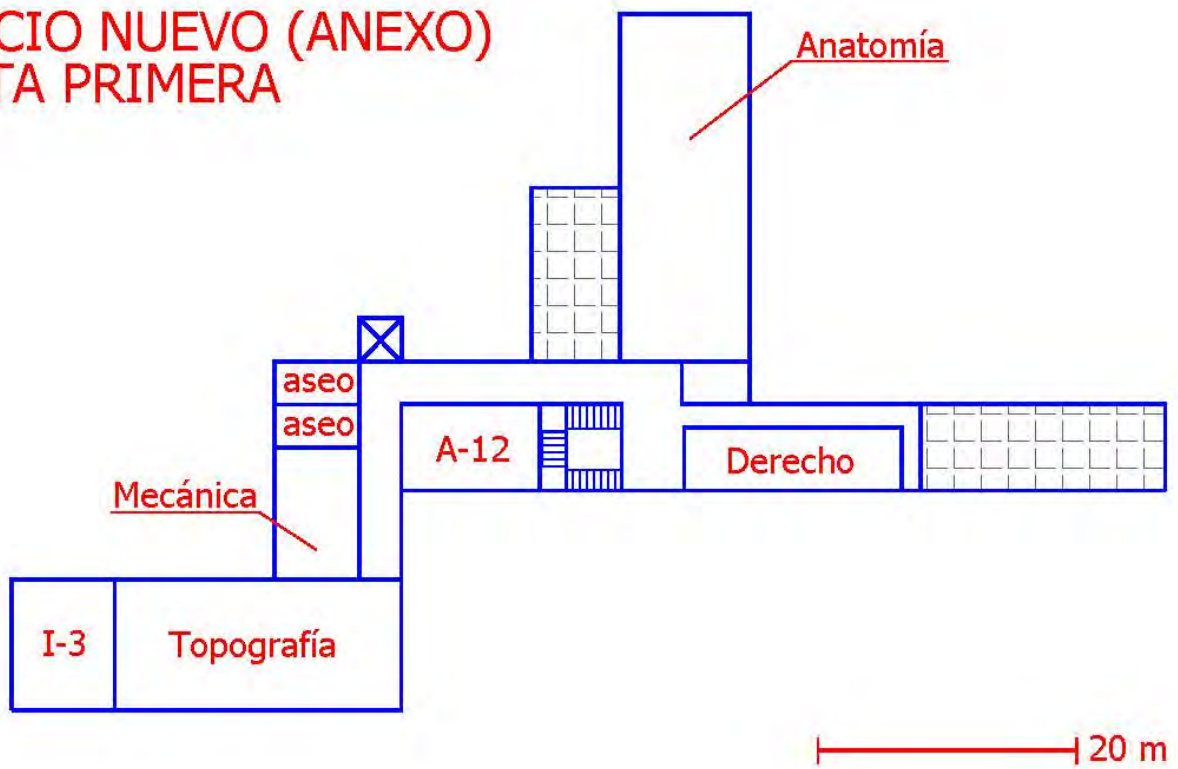 CIO NUEVO (ANEXO)
TA PRIMERA
Anatomía
aseo
aseo
A-12
Derecho
Mecánica
I-3
Topografía
20 m